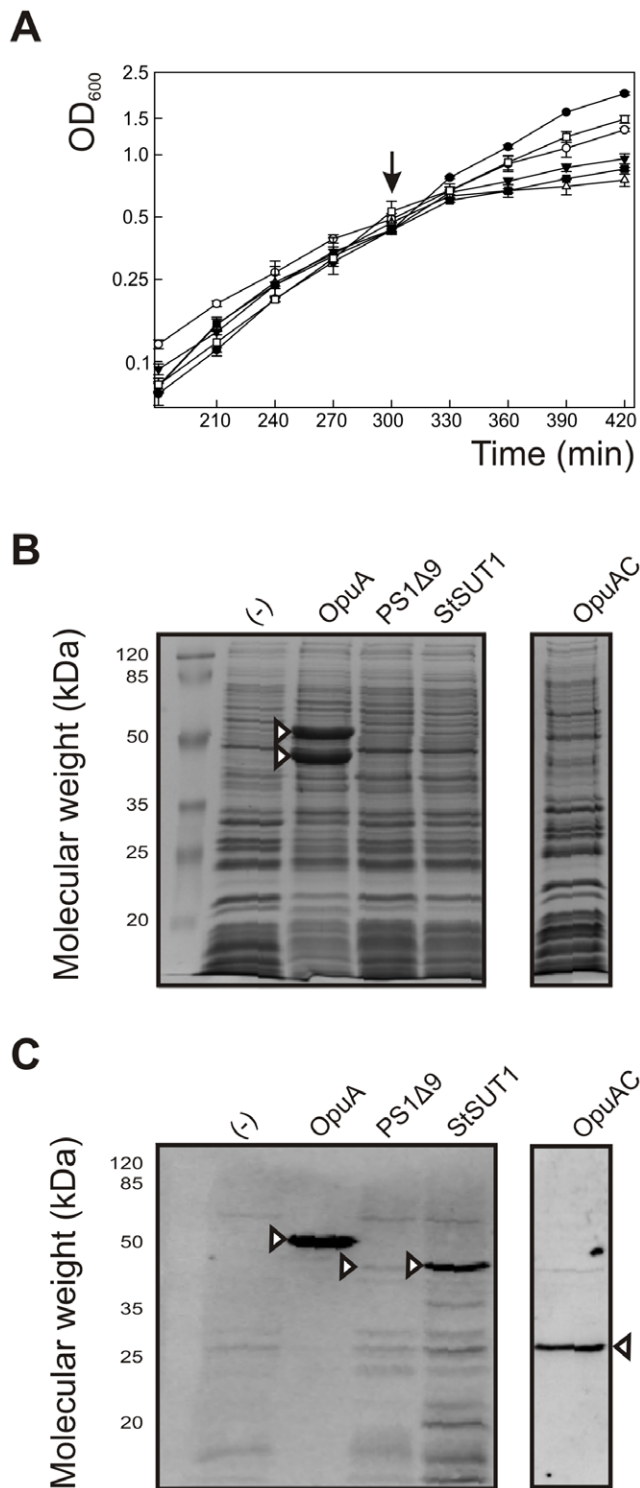 A
OD600
2.5
1.5
1.0
0.5
0.25
0.1
210 240 270 300 330 360 390 420
Time (min)
B
(-) OpuA PS1Δ9 StSUT1 OpuAC
Molecular weight (kDa)
120
85
50
35
25
20
C
(-) OpuA PS1Δ9 StSUT1 OpuAC
Molecular weight (kDa)
120
85
50
35
25
20